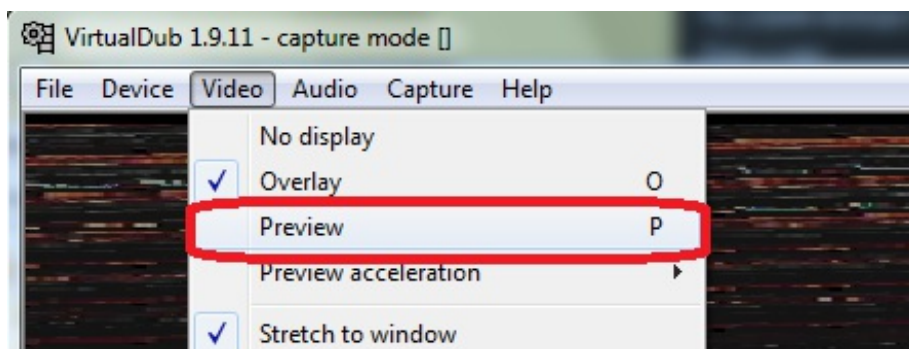 VirtualDub 1.9.11 - capture mode []
File Device Video Audio Capture Help
No display
Overlay O
Preview P
Preview acceleration
Stretch to window